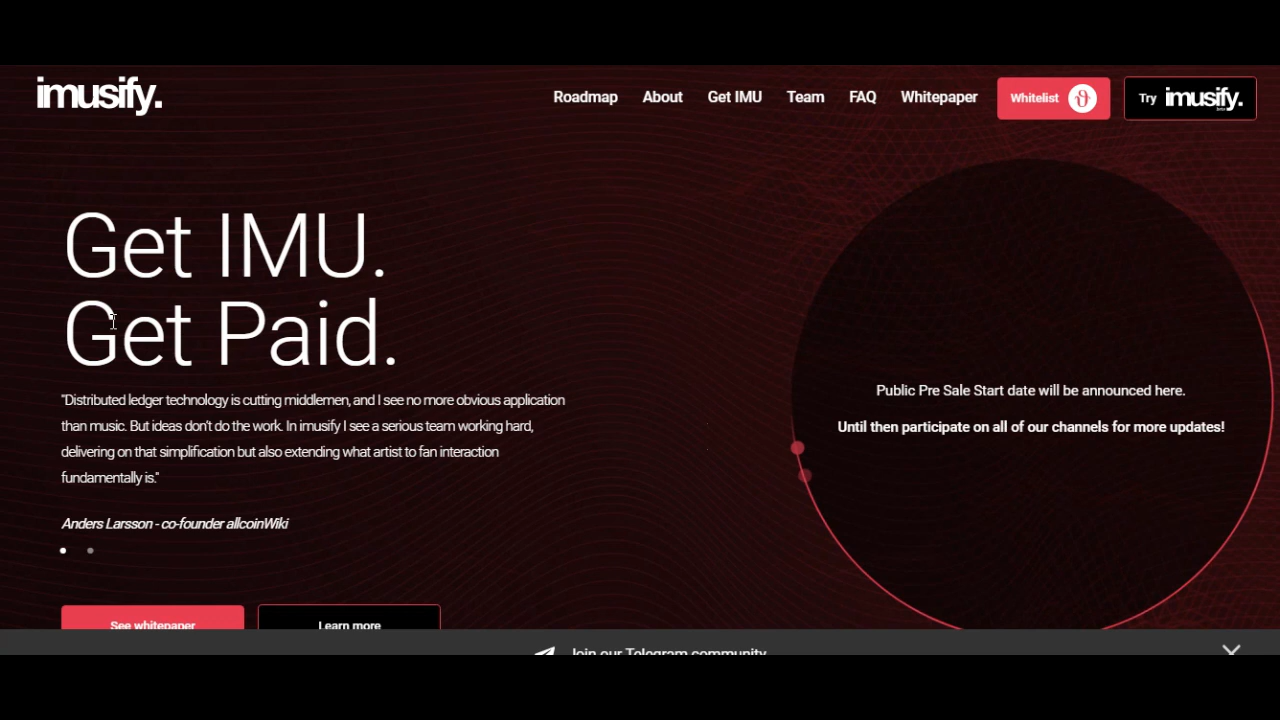 imusify.
Roadmap About Get IMU Team FAQ Whitepaper Whitelist Try imusify.
Get IMU.
Get Paid.
"Distributed ledger technology is cutting middlemen, and I see no more obvious application
than music. But ideas don't do the work. In imusify I see a serious team working hard,
delivering on that simplification but also extending what artist to fan interaction
fundamentally is."
Anders Larsson - co-founder allcoinWiki
Public Pre Sale Start date will be announced here.
Until then participate on all of our channels for more updates!
See whitepaper Learn more
Join our Telegram community